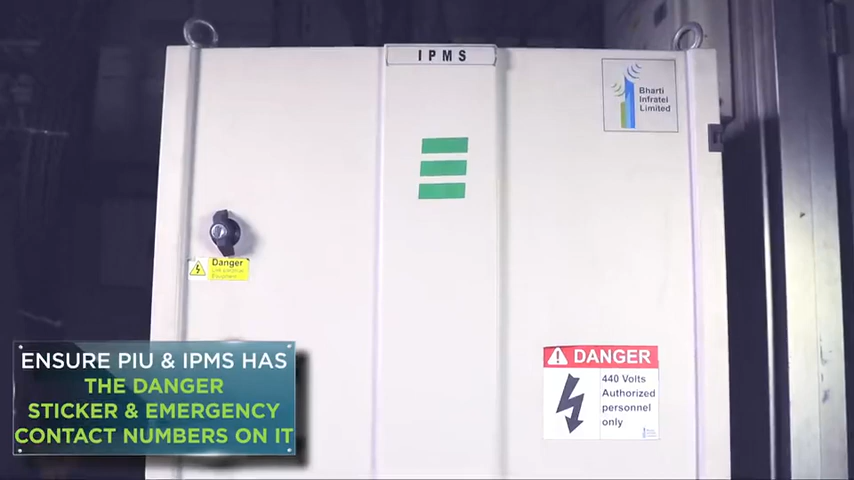 IPMS
Bharti
Infratel
Limited
Danger
DANGER
440 Volts
Authorized
personnel
only
ENSURE PIU & IPMS HAS
THE DANGER
STICKER & EMERGENCY
CONTACT NUMBERS ON IT